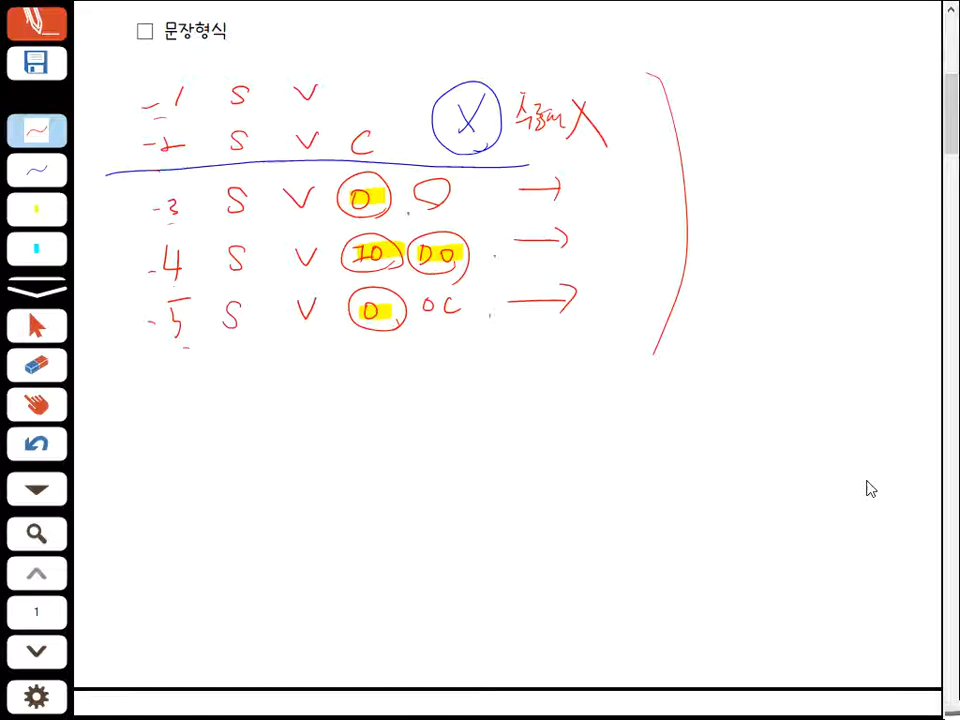 □ 문장형식
-1 S V
-2 S V C X 수동태 X
-3 S V O →
-4 S V IO DO →
-5 S V O OC →
1